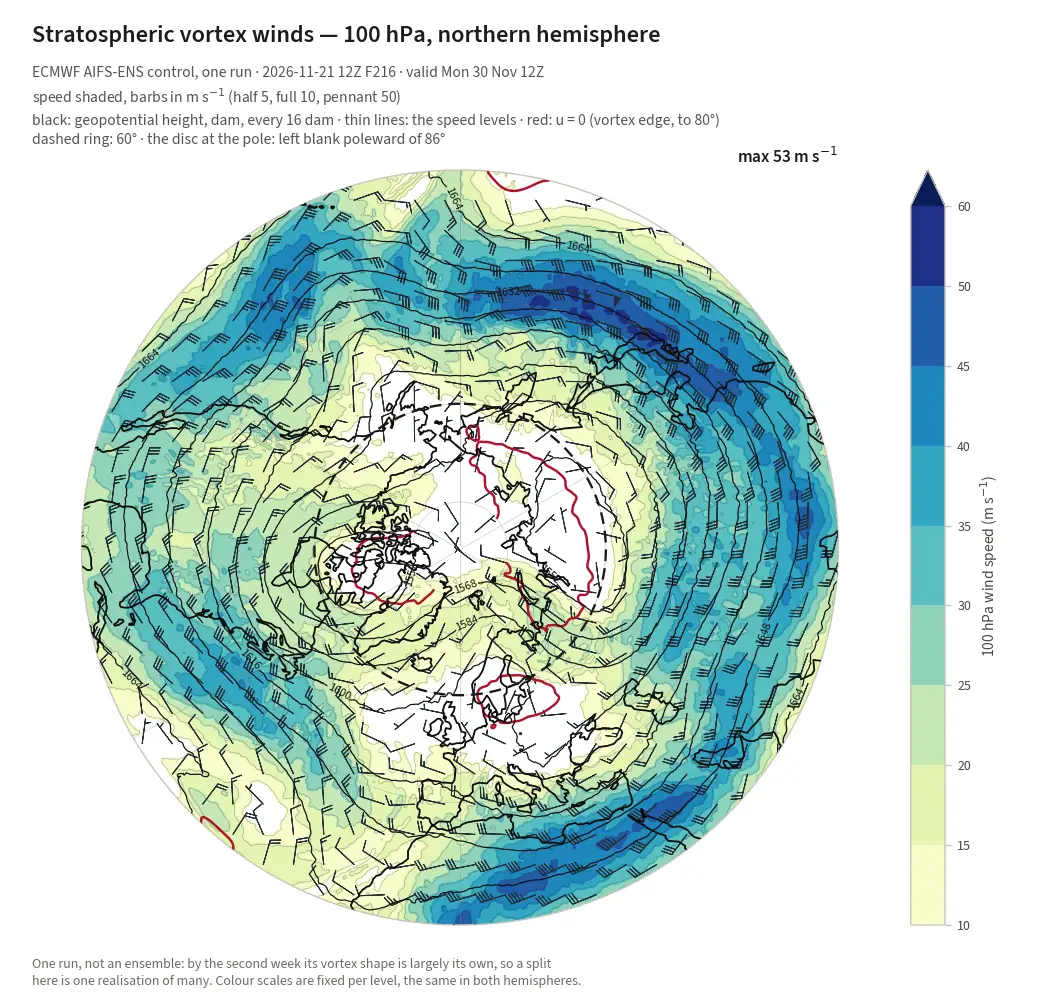 Stratospheric vortex winds — 100 hPa, northern hemisphere
ECMWF AIFS-ENS control, one run · 2026-11-21 12Z F216 · valid Mon 30 Nov 12Z
speed shaded, barbs in m s⁻¹ (half 5, full 10, pennant 50)
black: geopotential height, dam, every 16 dam · thin lines: the speed levels · red: u = 0 (vortex edge, to 80°)
dashed ring: 60° · the disc at the pole: left blank poleward of 86°
max 53 m s⁻¹
1664
1664
1632
1664
1568
1584
1648
1616
1600
1664
1664
60
50
45
40
35
30
25
20
15
10
100 hPa wind speed (m s⁻¹)
One run, not an ensemble: by the second week its vortex shape is largely its own, so a split
here is one realisation of many. Colour scales are fixed per level, the same in both hemispheres.